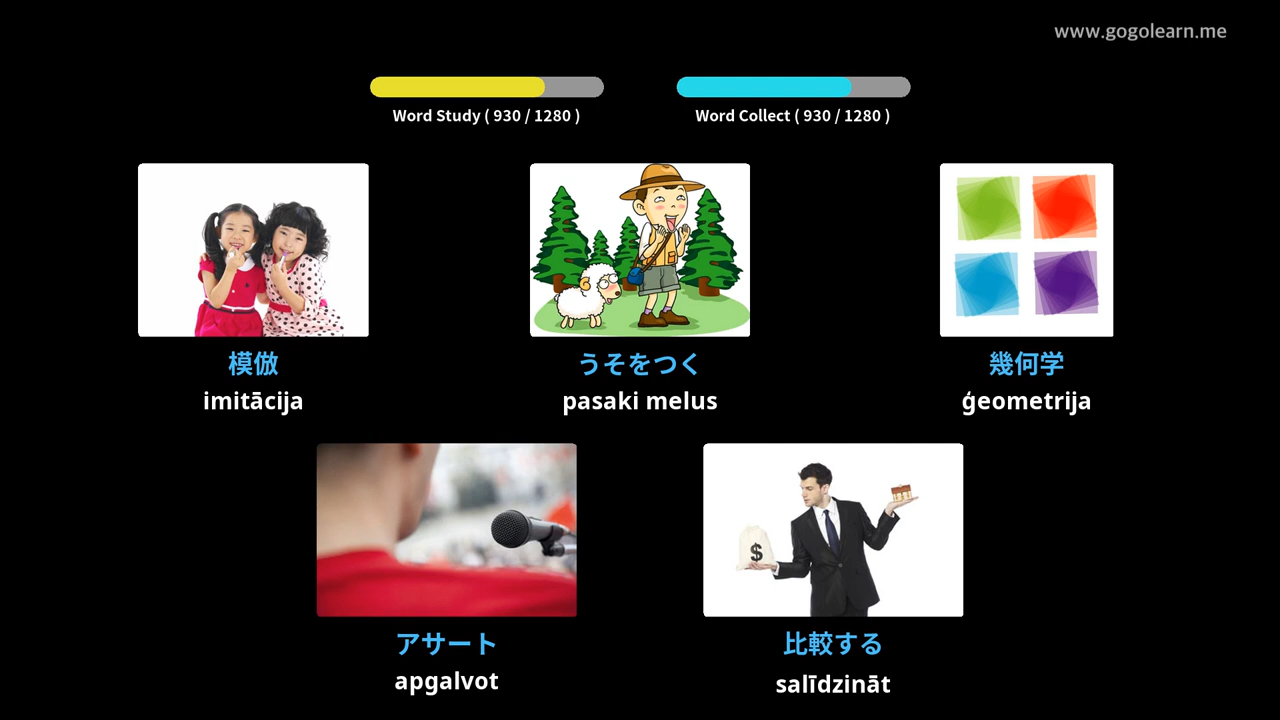 www.gogolearn.me
Word Study ( 930 / 1280 )
Word Collect ( 930 / 1280 )
模倣
imitācija
うそをつく
pasaki melus
幾何学
ģeometrija
$
アサート
apgalvot
比較する
salīdzināt